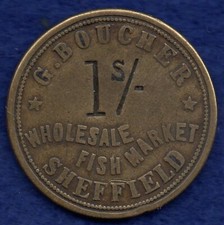 G. BOUCHER
1S/-
WHOLESALE
FISH MARKET
SHEFFIELD